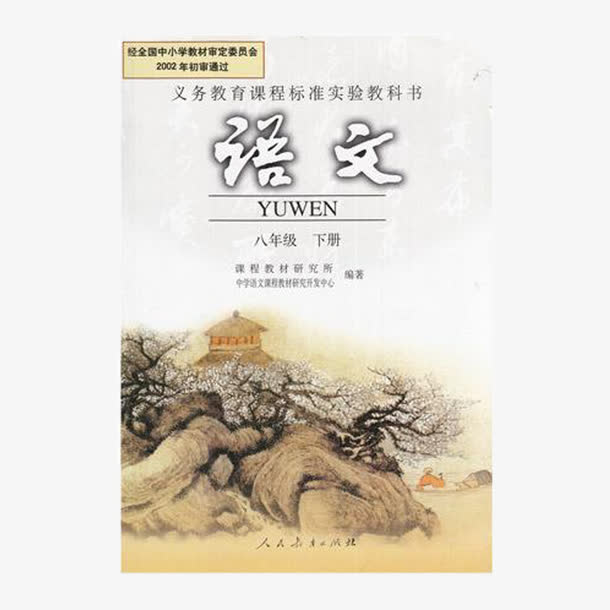 经全国中小学教材审定委员会
2002年初审通过
义务教育课程标准实验教科书
语文
YUWEN
八年级 下册
课程教材研究所
中学语文课程教材研究开发中心
编著
人民教育出版社